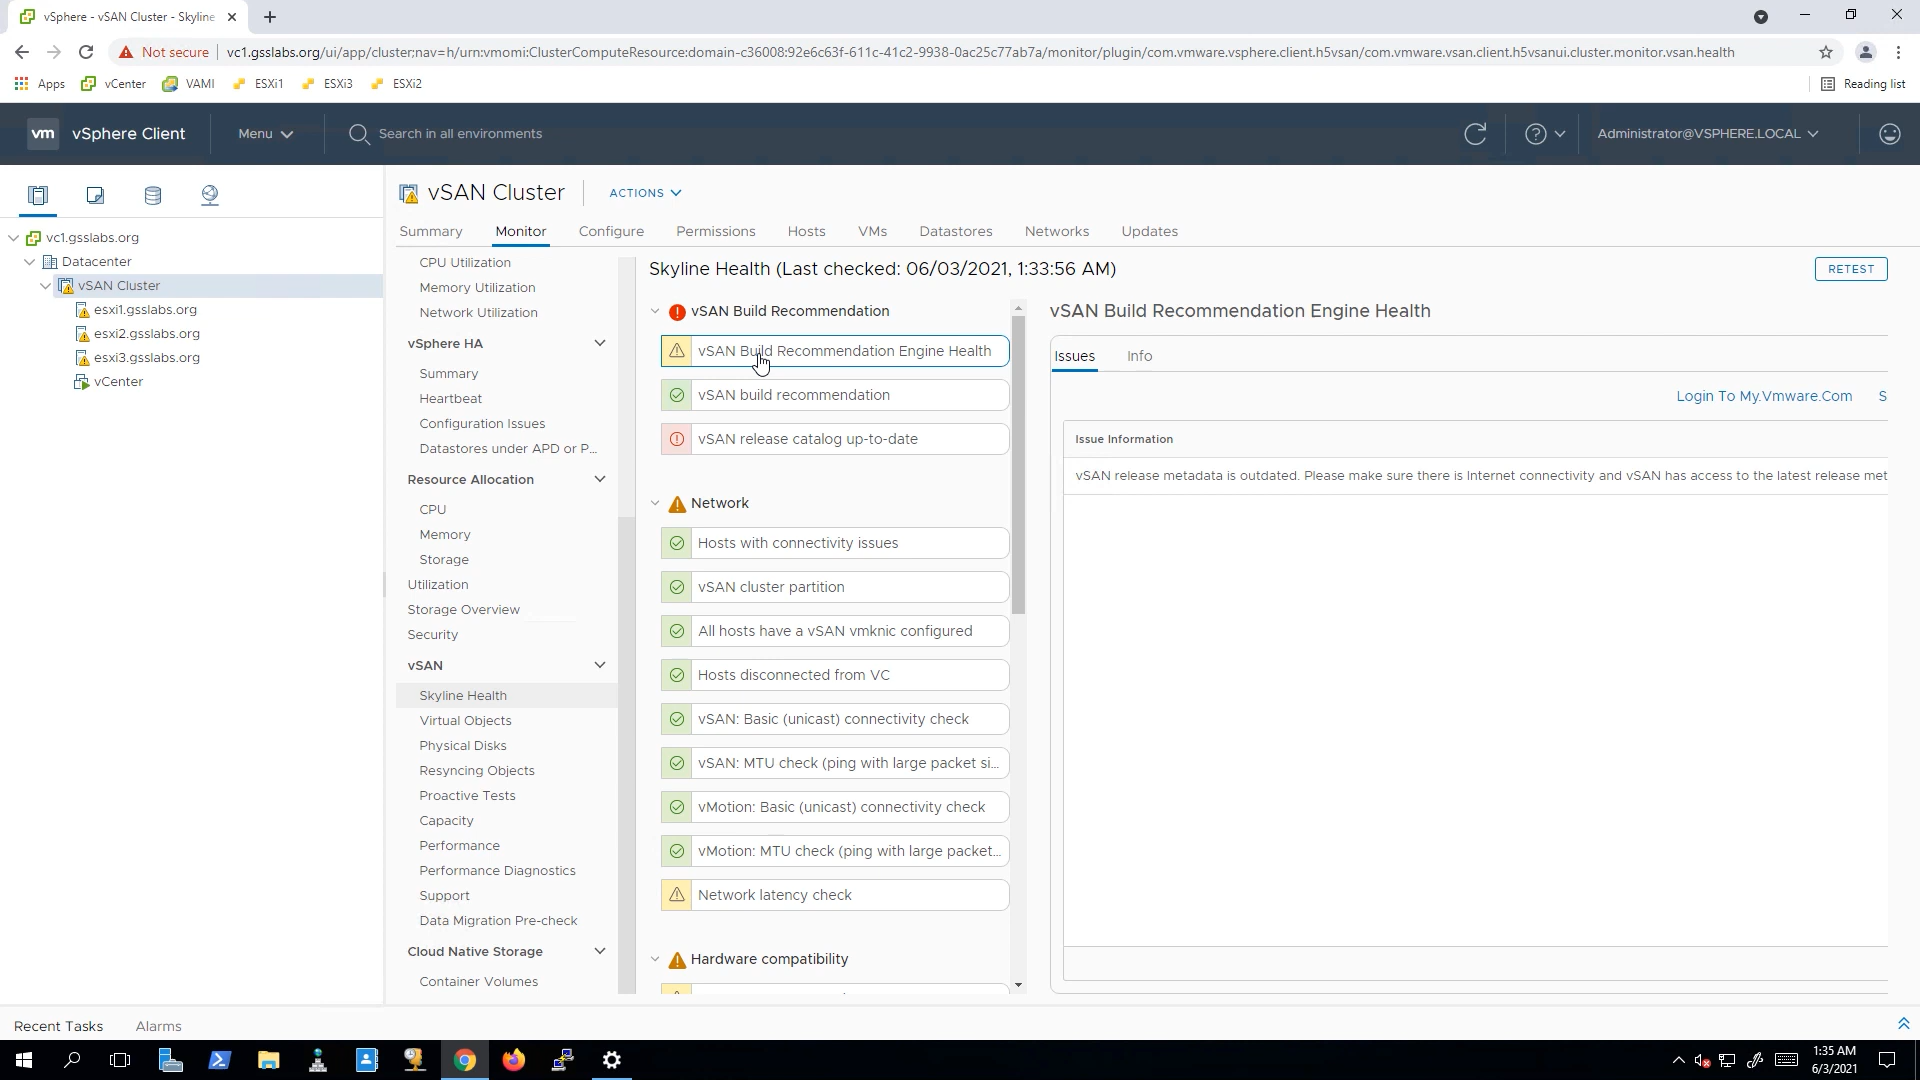 vSphere - vSAN Cluster - Skyline
Not secure
vc1.gsslabs.org/ui/app/cluster;nav=h/urn:vmomi:ClusterComputeResource:domain-c36008:92e6c63f-611c-41c2-9938-0ac25c77ab7a/monitor/plugin/com.vmware.vsphere.client.h5vsan/com.vmware.vsan.client.h5vsanui.cluster.monitor.vsan.health
Apps
vCenter
VAMI
ESXi1
ESXi3
ESXi2
Reading list
vm
vSphere Client
Menu
Search in all environments
Administrator@VSPHERE.LOCAL
vc1.gsslabs.org
Datacenter
vSAN Cluster
esxi1.gsslabs.org
esxi2.gsslabs.org
esxi3.gsslabs.org
vCenter
vSAN Cluster
ACTIONS
Summary
Monitor
Configure
Permissions
Hosts
VMs
Datastores
Networks
Updates
CPU Utilization
Memory Utilization
Network Utilization
vSphere HA
Summary
Heartbeat
Configuration Issues
Datastores under APD or P...
Resource Allocation
CPU
Memory
Storage
Utilization
Storage Overview
Security
vSAN
Skyline Health
Virtual Objects
Physical Disks
Resyncing Objects
Proactive Tests
Capacity
Performance
Performance Diagnostics
Support
Data Migration Pre-check
Cloud Native Storage
Container Volumes
Skyline Health (Last checked: 06/03/2021, 1:33:56 AM)
RETEST
vSAN Build Recommendation
vSAN Build Recommendation Engine Health
vSAN build recommendation
vSAN release catalog up-to-date
Network
Hosts with connectivity issues
vSAN cluster partition
All hosts have a vSAN vmknic configured
Hosts disconnected from VC
vSAN: Basic (unicast) connectivity check
vSAN: MTU check (ping with large packet si...
vMotion: Basic (unicast) connectivity check
vMotion: MTU check (ping with large packet...
Network latency check
Hardware compatibility
vSAN Build Recommendation Engine Health
Issues
Info
Login To My.Vmware.Com
S
Issue Information
vSAN release metadata is outdated. Please make sure there is Internet connectivity and vSAN has access to the latest release met
Recent Tasks
Alarms
1:35 AM
6/3/2021